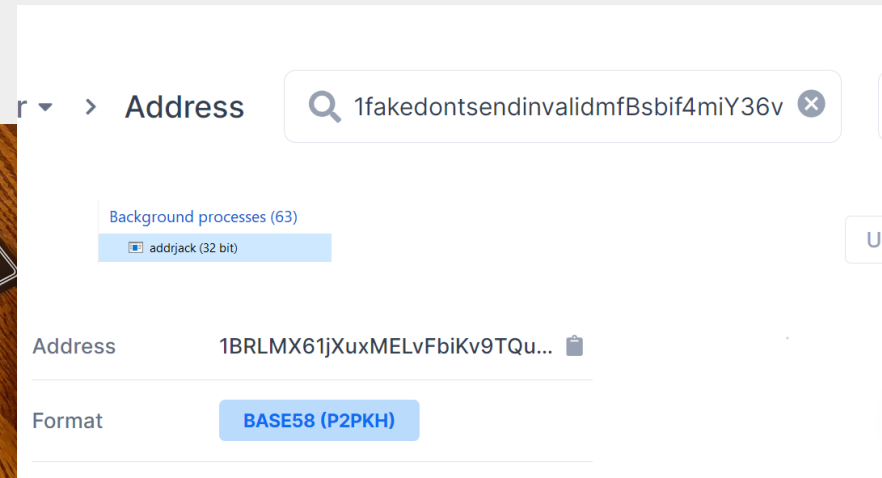 r > Address 1fakedontsendinvalidmfBsbif4miY36v
Background processes (63)
addrjack (32 bit)
U
Address 1BRLMX61jXuxMELvFbiKv9TQu...
Format BASE58 (P2PKH)